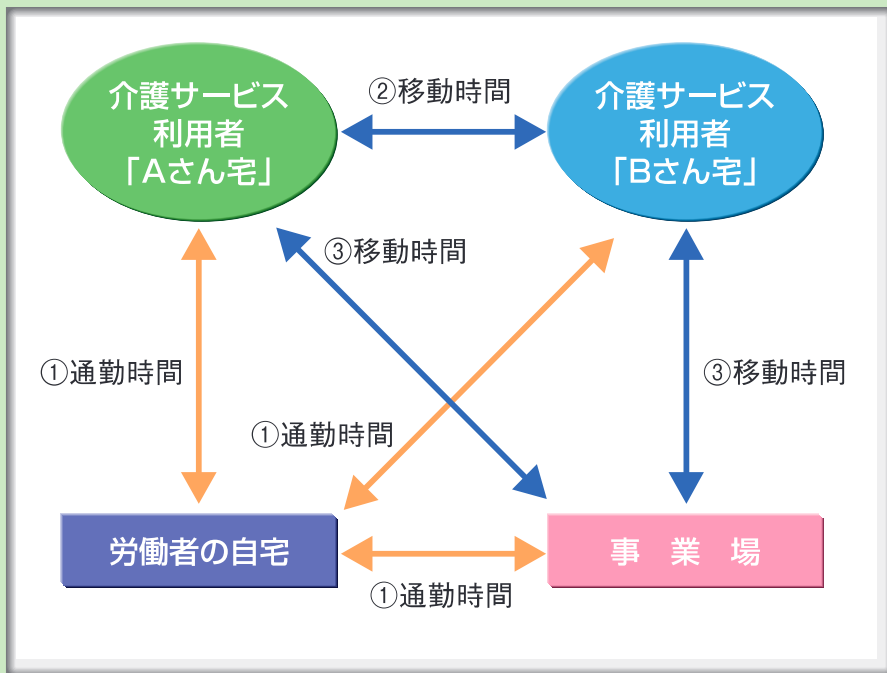 介護サービス
利用者
「Aさん宅」
②移動時間
介護サービス
利用者
「Bさん宅」
③移動時間
①通勤時間
③移動時間
①通勤時間
労働者の自宅
事　業　場
①通勤時間